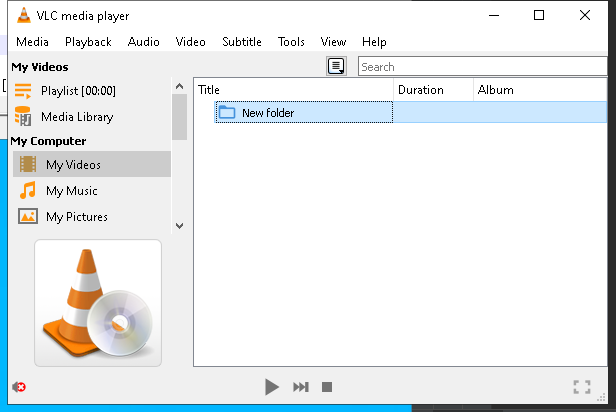 VLC media player
Media Playback Audio Video Subtitle Tools View Help
My Videos
Search
Playlist [00:00]
Media Library
My Computer
My Videos
My Music
My Pictures
Title Duration Album
New folder